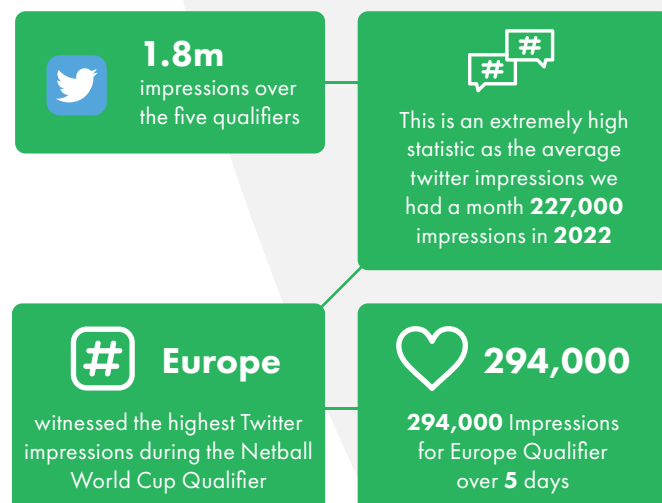 1.8m
impressions over
the five qualifiers
# #
This is an extremely high
statistic as the average
twitter impressions we
had a month 227,000
impressions in 2022
# Europe
witnessed the highest Twitter
impressions during the Netball
World Cup Qualifier
294,000
294,000 Impressions
for Europe Qualifier
over 5 days